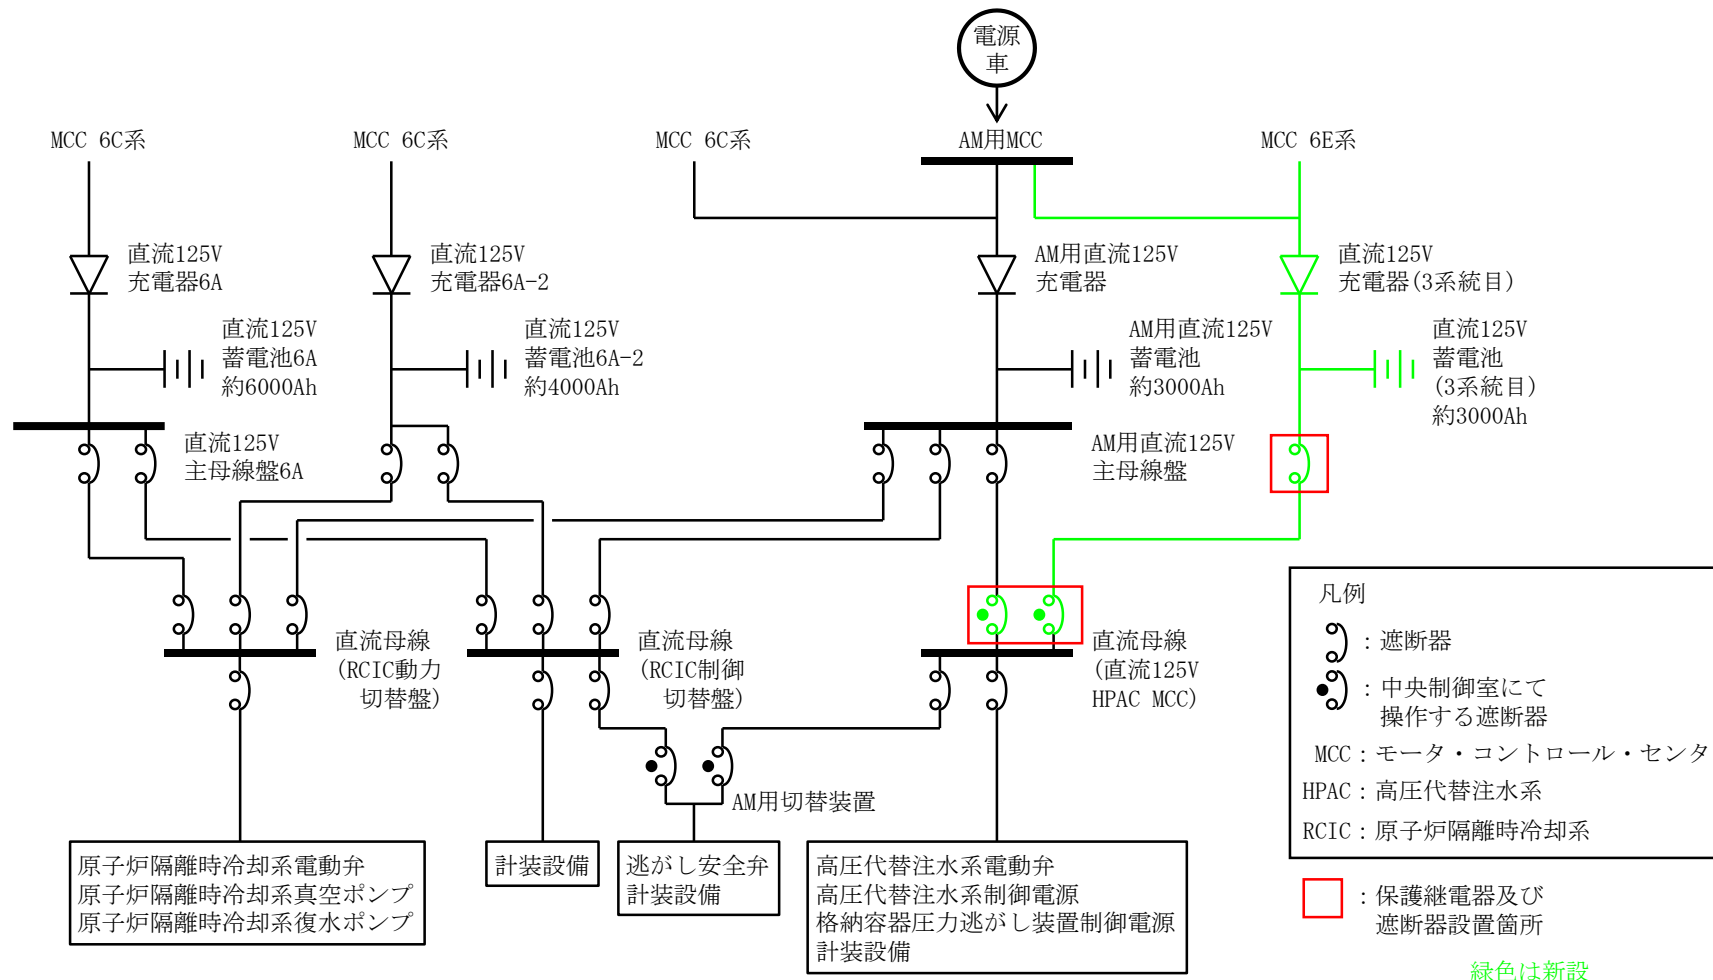 電源
車
MCC 6C系
MCC 6C系
MCC 6C系
AM用MCC
MCC 6E系
直流125V
充電器6A
直流125V
充電器6A-2
AM用直流125V
充電器
直流125V
充電器(3系統目)
直流125V
蓄電池6A
約6000Ah
直流125V
蓄電池6A-2
約4000Ah
AM用直流125V
蓄電池
約3000Ah
直流125V
蓄電池
(3系統目)
約3000Ah
直流125V
主母線盤6A
AM用直流125V
主母線盤
直流母線
(RCIC動力
切替盤)
直流母線
(RCIC制御
切替盤)
直流母線
(直流125V
HPAC MCC)
AM用切替装置
原子炉隔離時冷却系電動弁
原子炉隔離時冷却系真空ポンプ
原子炉隔離時冷却系復水ポンプ
計装設備
逃がし安全弁
計装設備
高圧代替注水系電動弁
高圧代替注水系制御電源
格納容器圧力逃がし装置制御電源
計装設備
凡例
：遮断器
：中央制御室にて
操作する遮断器
MCC：モータ・コントロール・センタ
HPAC：高圧代替注水系
RCIC：原子炉隔離時冷却系
：保護継電器及び
遮断器設置箇所
緑色は新設